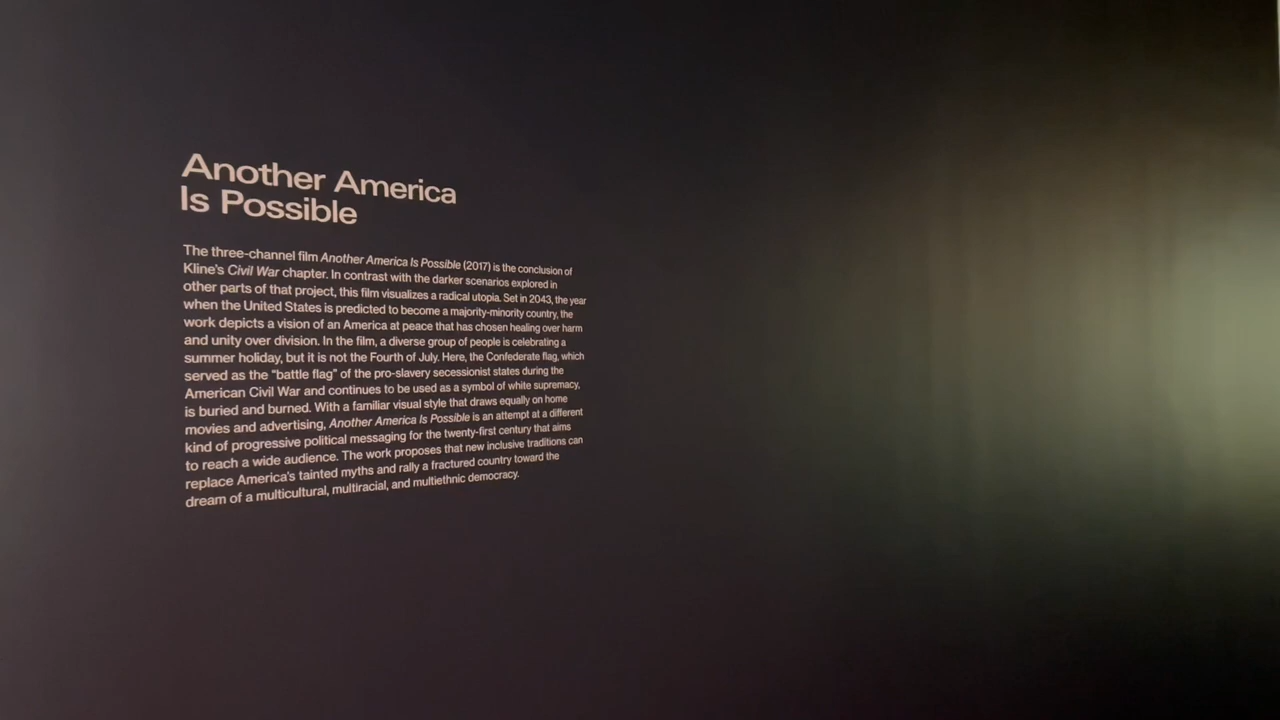 Another America
Is Possible
The three-channel film Another America Is Possible (2017) is the conclusion of
Kline's Civil War chapter. In contrast with the darker scenarios explored in
other parts of that project, this film visualizes a radical utopia. Set in 2043, the year
when the United States is predicted to become a majority-minority country, the
work depicts a vision of an America at peace that has chosen healing over harm
and unity over division. In the film, a diverse group of people is celebrating a
summer holiday, but it is not the Fourth of July. Here, the Confederate flag, which
served as the "battle flag" of the pro-slavery secessionist states during the
American Civil War and continues to be used as a symbol of white supremacy,
is buried and burned. With a familiar visual style that draws equally on home
movies and advertising, Another America Is Possible is an attempt at a different
kind of progressive political messaging for the twenty-first century that aims
to reach a wide audience. The work proposes that new inclusive traditions can
replace America's tainted myths and rally a fractured country toward the
dream of a multicultural, multiracial, and multiethnic democracy.